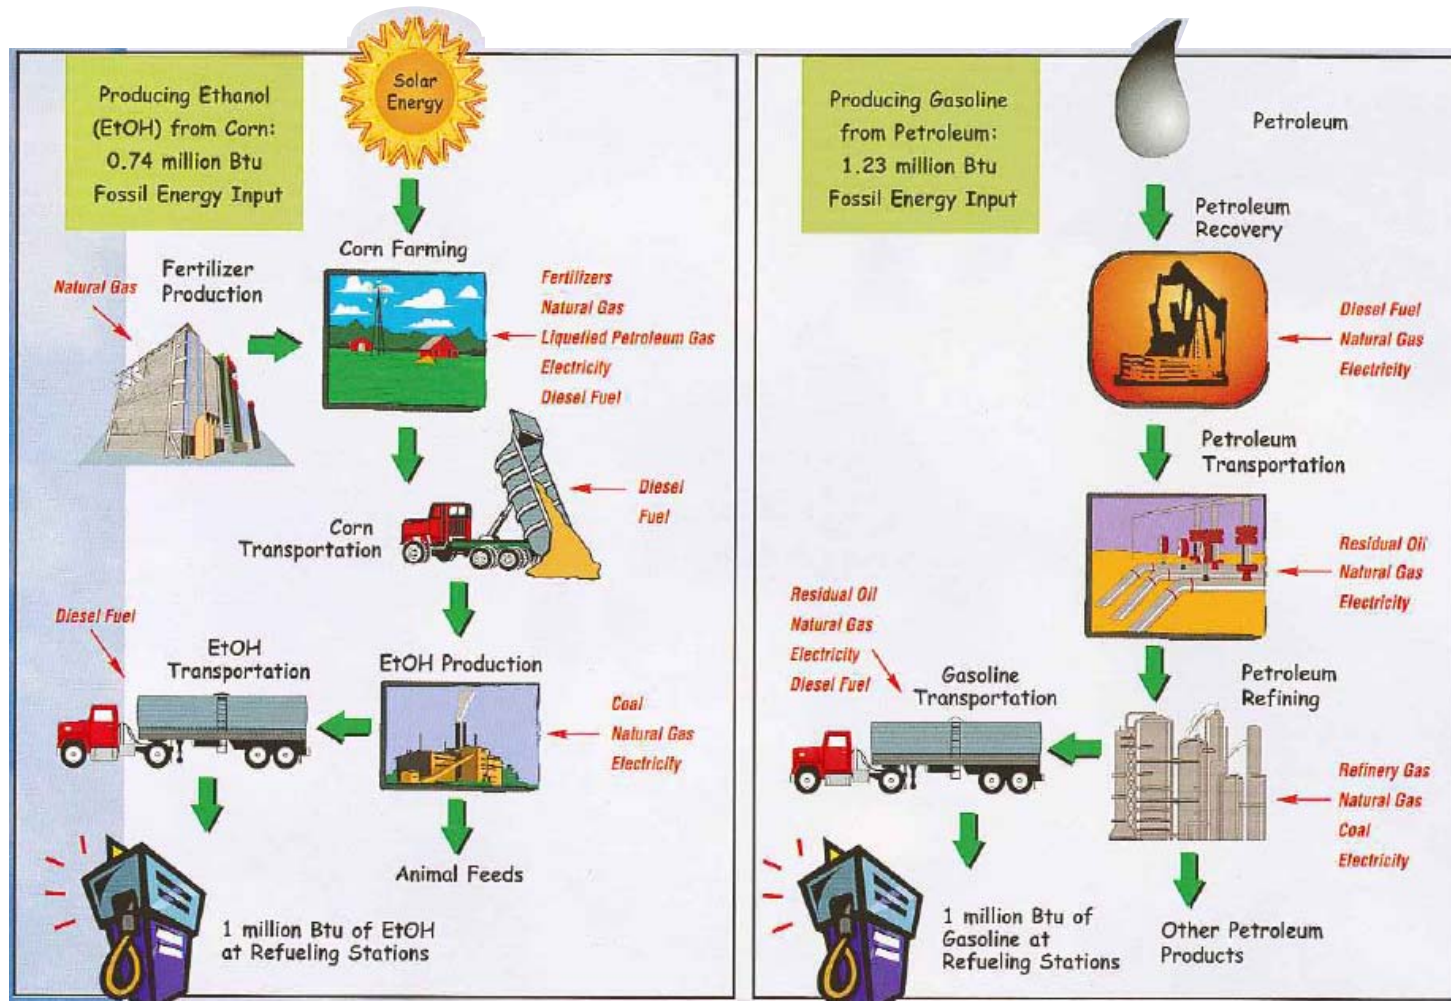 Producing Ethanol
(EtOH) from Corn:
0.74 million Btu
Fossil Energy Input
Solar
Energy
Corn Farming
Fertilizer
Production
Natural Gas
Fertilizers
Natural Gas
Liquefied Petroleum Gas
Electricity
Diesel Fuel
Corn
Transportation
Diesel
Fuel
Diesel Fuel
EtOH
Transportation
EtOH Production
Coal
Natural Gas
Electricity
Animal Feeds
1 million Btu of EtOH
at Refueling Stations
Producing Gasoline
from Petroleum:
1.23 million Btu
Fossil Energy Input
Petroleum
Petroleum
Recovery
Diesel Fuel
Natural Gas
Electricity
Petroleum
Transportation
Residual Oil
Natural Gas
Electricity
Residual Oil
Natural Gas
Electricity
Diesel Fuel
Gasoline
Transportation
Petroleum
Refining
Refinery Gas
Natural Gas
Coal
Electricity
1 million Btu of
Gasoline at
Refueling Stations
Other Petroleum
Products